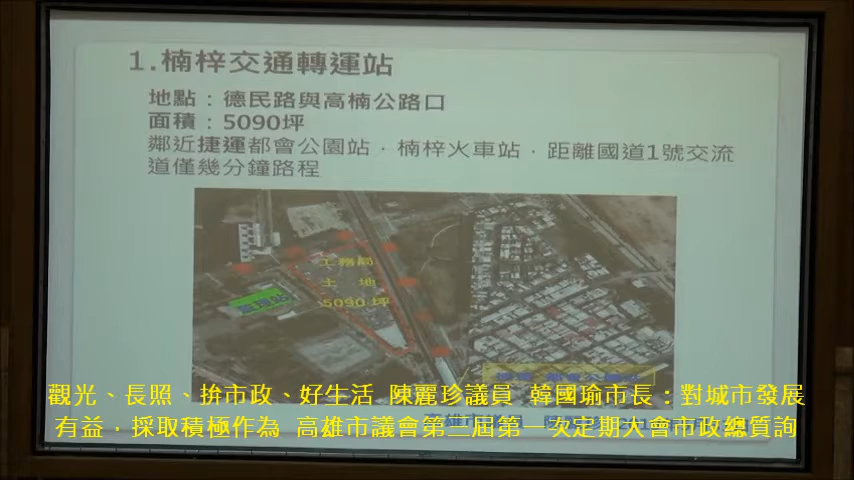 1.楠梓交通轉運站
地點：德民路與高楠公路口
面積：5090坪
鄰近捷運都會公園站，楠梓火車站，距離國道1號交流
道僅幾分鐘路程
工務局
土 地
5090 坪
觀光、長照、拚市政、好生活 陳麗珍議員 韓國瑜市長：對城市發展
有益，採取積極作為 高雄市議會第三屆第一次定期大會市政總質詢